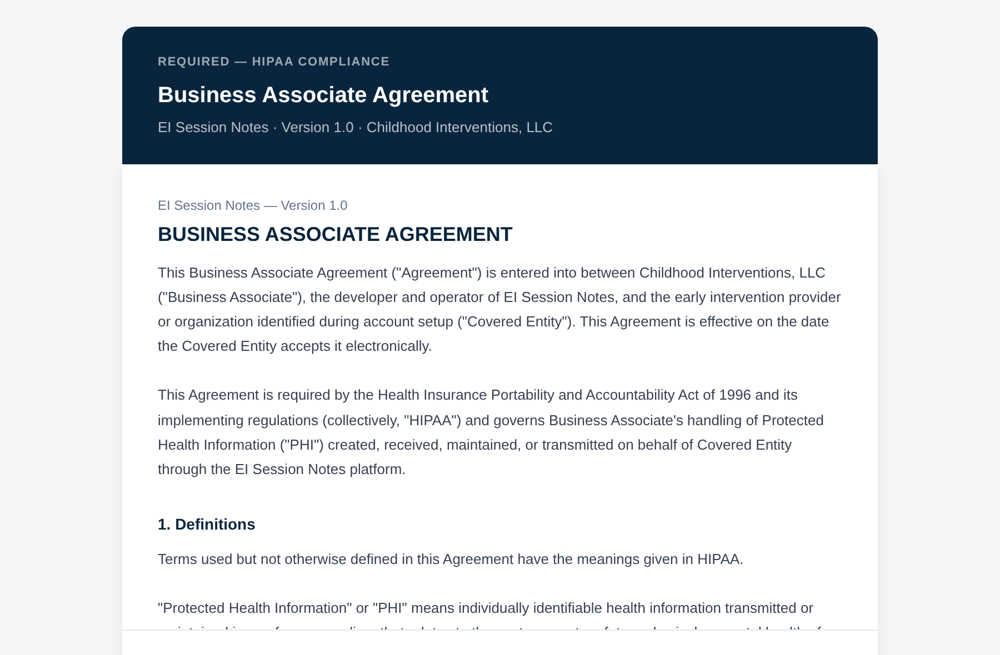 REQUIRED — HIPAA COMPLIANCE
Business Associate Agreement
EI Session Notes · Version 1.0 · Childhood Interventions, LLC
EI Session Notes — Version 1.0
BUSINESS ASSOCIATE AGREEMENT
This Business Associate Agreement ("Agreement") is entered into between Childhood Interventions, LLC
("Business Associate"), the developer and operator of EI Session Notes, and the early intervention provider
or organization identified during account setup ("Covered Entity"). This Agreement is effective on the date
the Covered Entity accepts it electronically.
This Agreement is required by the Health Insurance Portability and Accountability Act of 1996 and its
implementing regulations (collectively, "HIPAA") and governs Business Associate's handling of Protected
Health Information ("PHI") created, received, maintained, or transmitted on behalf of Covered Entity
through the EI Session Notes platform.
1. Definitions
Terms used but not otherwise defined in this Agreement have the meanings given in HIPAA.
"Protected Health Information" or "PHI" means individually identifiable health information transmitted or